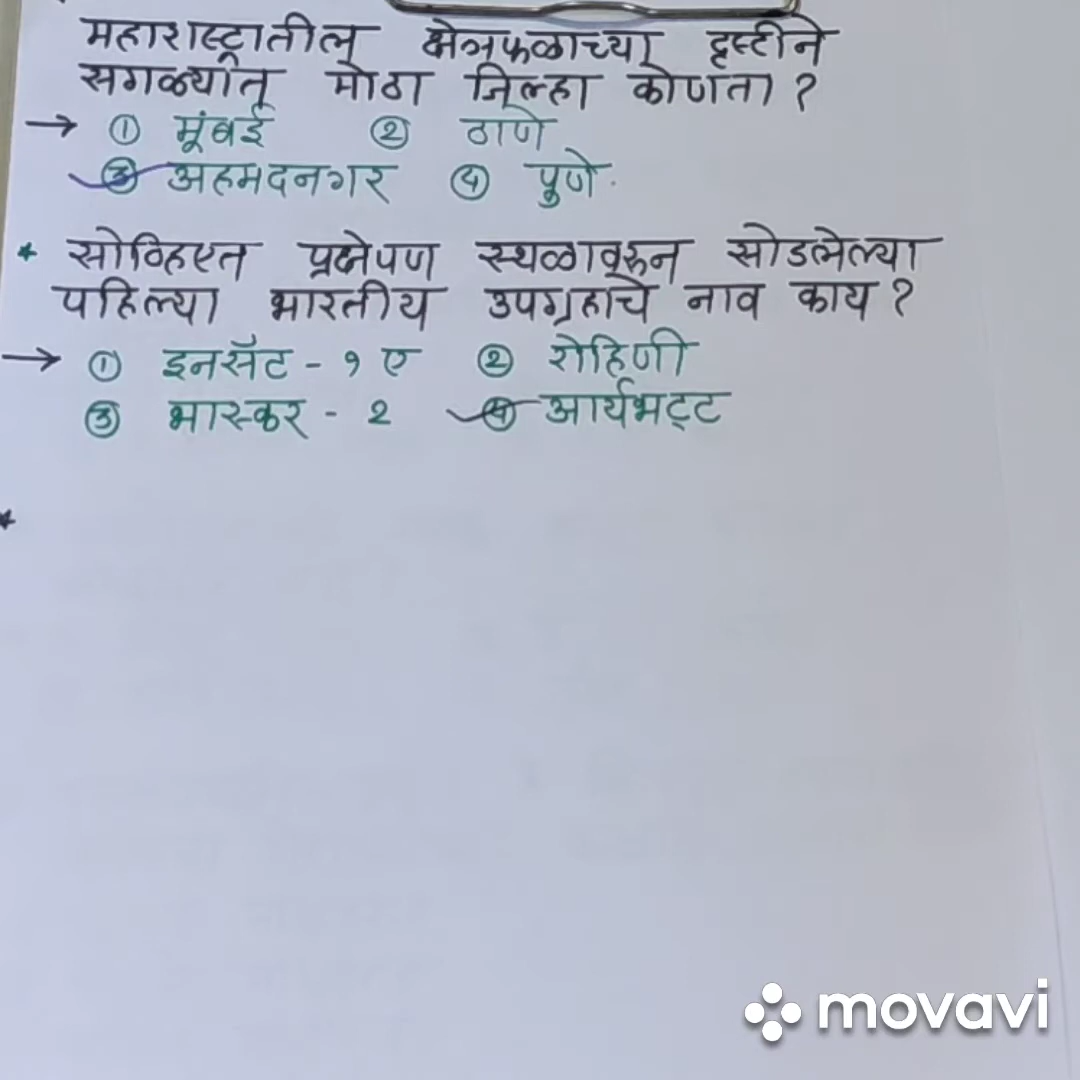 महाराष्ट्रातील क्षेत्रफळाच्या दृष्टीने
सगळ्यात मोठा जिल्हा कोणता ?
→ ① मूंबई ② ठाणे
③ अहमदनगर ④ पुणे.
* सोव्हिएत प्रक्षेपण स्थळावरून सोडलेल्या
पहिल्या भारतीय उपग्रहाचे नाव काय ?
→ ① इनसॅट - १ ए ② रोहिणी
③ भास्कर - २ ④ आर्यभट्ट
*
movavi